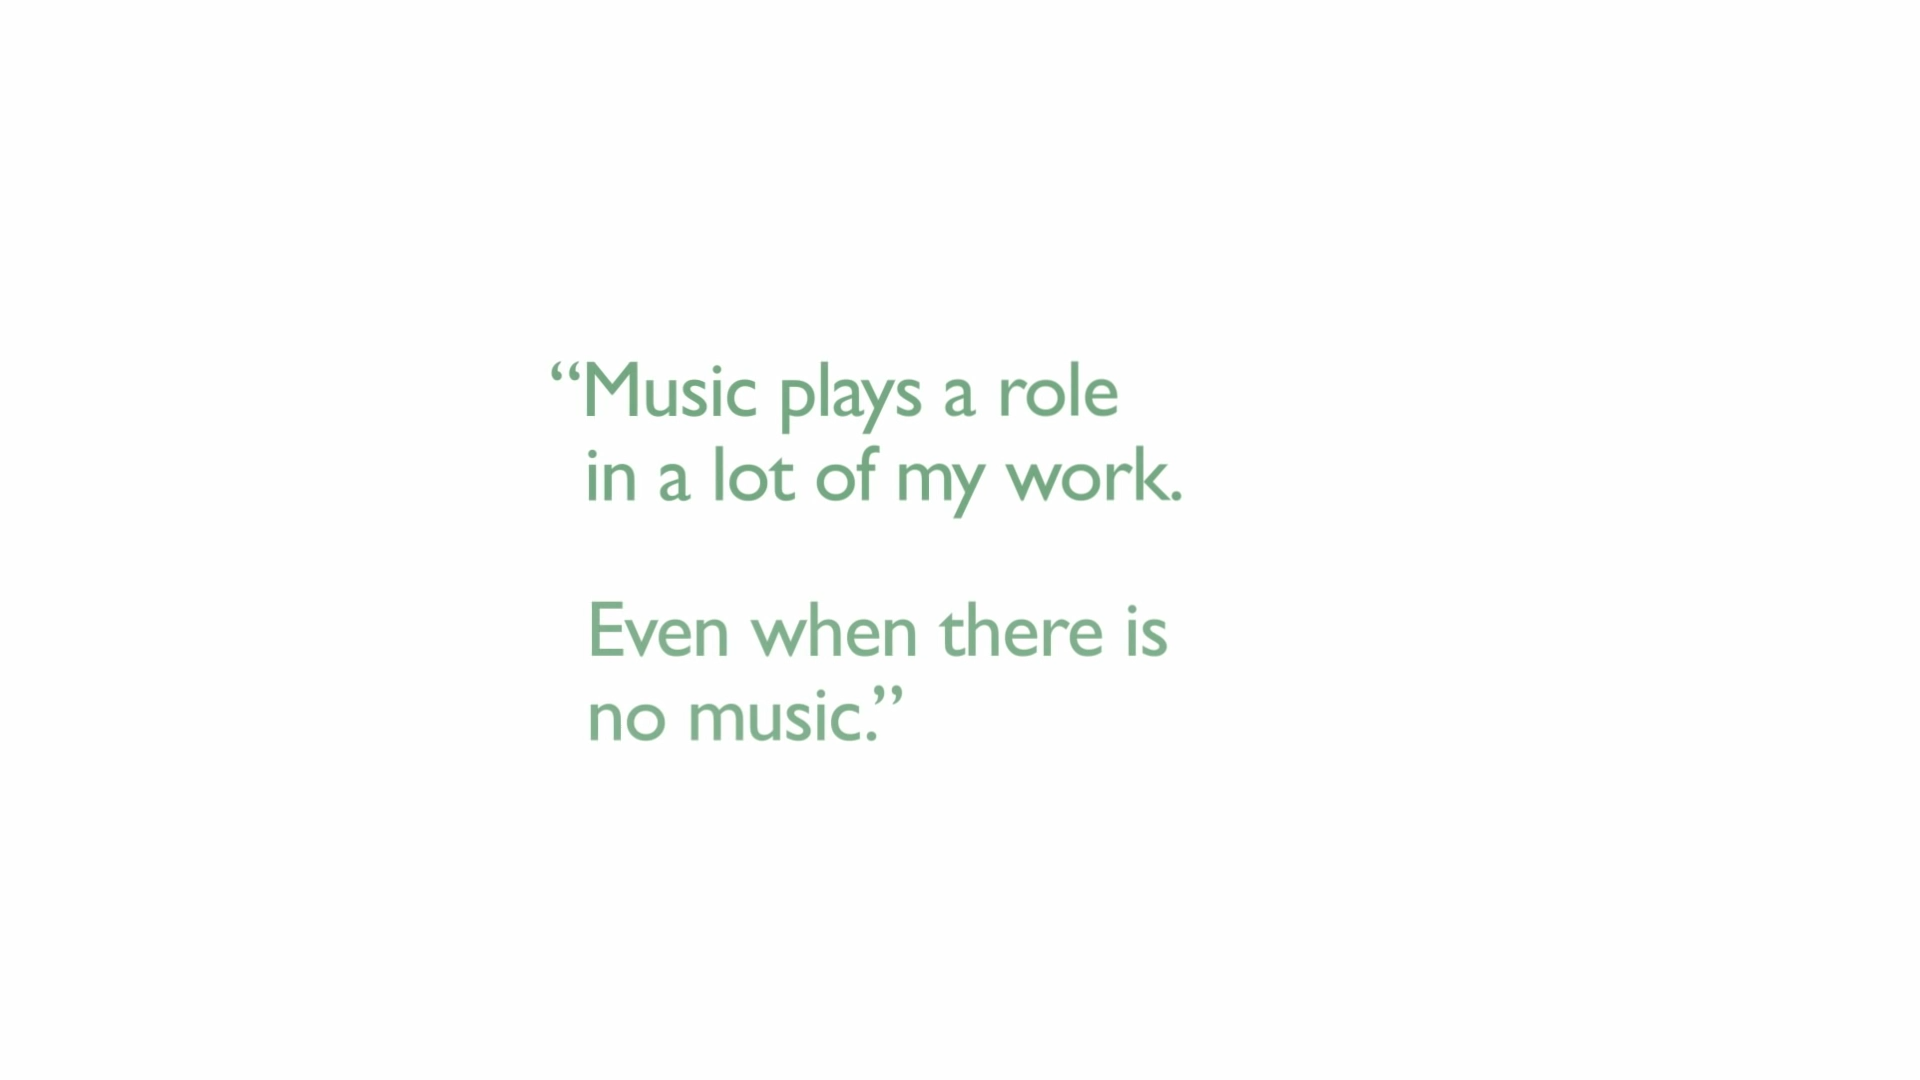 “Music plays a role
in a lot of my work.
Even when there is
no music.”